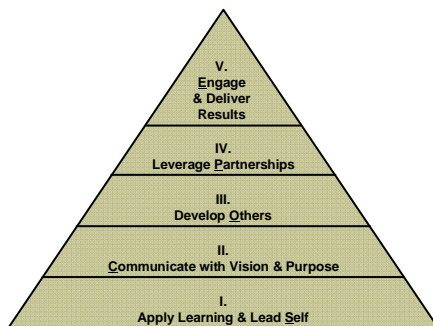 V.
Engage
& Deliver
Results
IV.
Leverage Partnerships
III.
Develop Others
II.
Communicate with Vision & Purpose
I.
Apply Learning & Lead Self